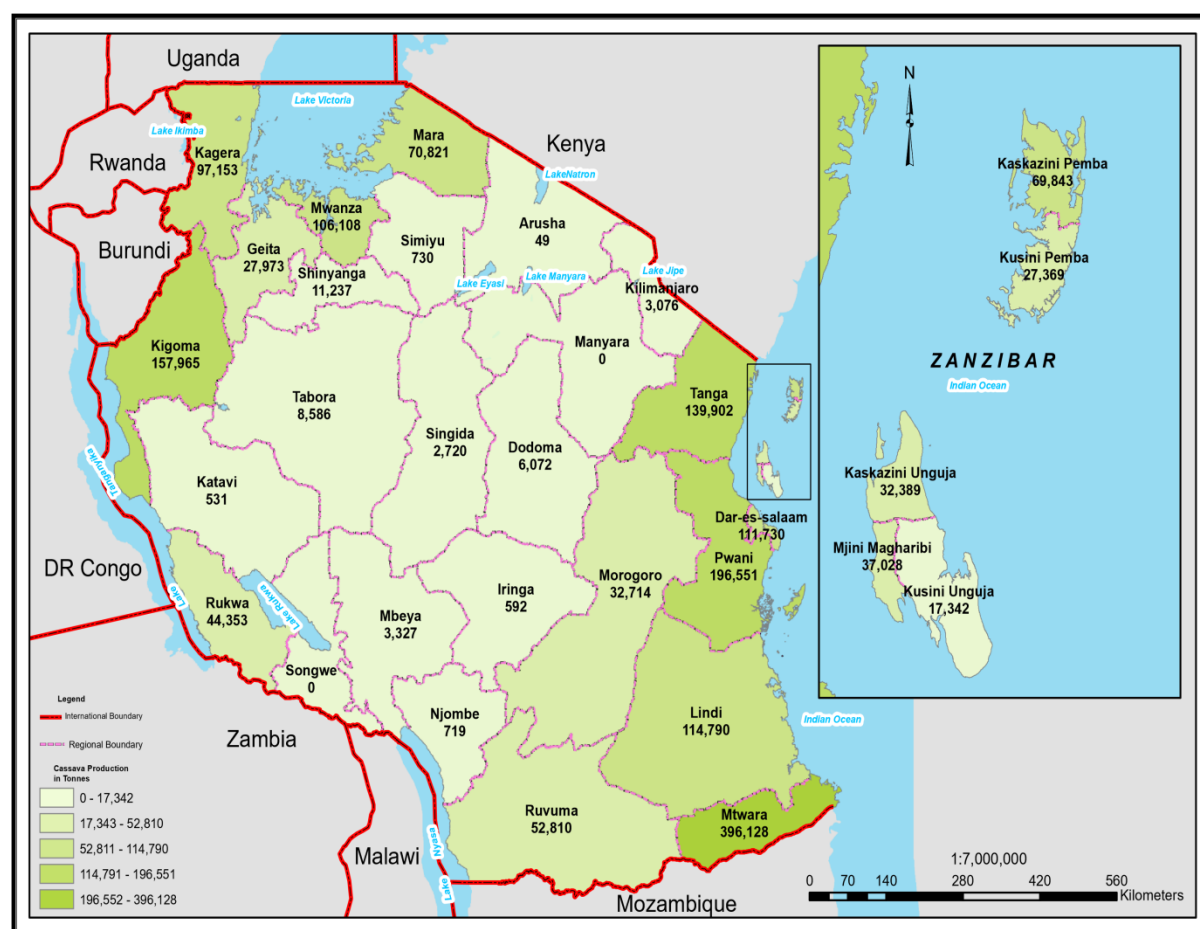 Uganda
Lake Victoria
Lake Ikimba
Kagera
97,153
Mara
70,821
Kenya
Rwanda
LakeNatron
Mwanza
106,108
Arusha
49
Burundi
Geita
27,973
Simiyu
730
Shinyanga
11,237
Lake Eyasi
Lake Manyara
Lake Jipe
Kilimanjaro
3,076
Kigoma
157,965
Manyara
0
Tabora
8,586
Tanga
139,902
Singida
2,720
Dodoma
6,072
Katavi
531
Lake Tanganyika
Dar-es-salaam
111,730
Pwani
196,551
DR Congo
Rukwa
44,353
Lake Rukwa
Mbeya
3,327
Iringa
592
Morogoro
32,714
Songwe
0
Njombe
719
Lindi
114,790
Indian Ocean
Zambia
Ruvuma
52,810
Mtwara
396,128
Malawi
Lake Nyasa
Mozambique
N
Kaskazini Pemba
69,843
Kusini Pemba
27,369
ZANZIBAR
Indian Ocean
Kaskazini Unguja
32,389
Mjini Magharibi
37,028
Kusini Unguja
17,342
Legend
International Boundary
Regional Boundary
Cassava Production
in Tonnes
0 - 17,342
17,343 - 52,810
52,811 - 114,790
114,791 - 196,551
196,552 - 396,128
1:7,000,000
0 70 140 280 420 560
Kilometers